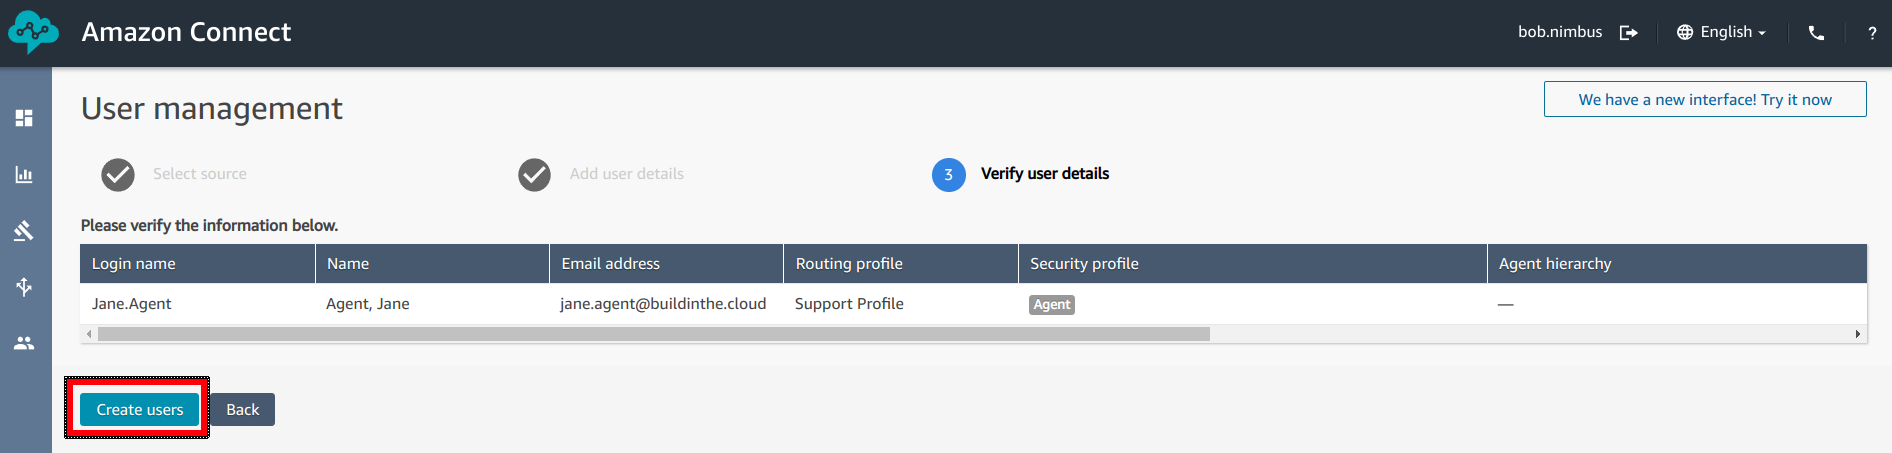 Amazon Connect
bob.nimbus English ?
User management
We have a new interface! Try it now
Select source Add user details 3 Verify user details
Please verify the information below.
Login name Name Email address Routing profile Security profile Agent hierarchy
Jane.Agent Agent, Jane jane.agent@buildinthe.cloud Support Profile Agent —
Create users Back